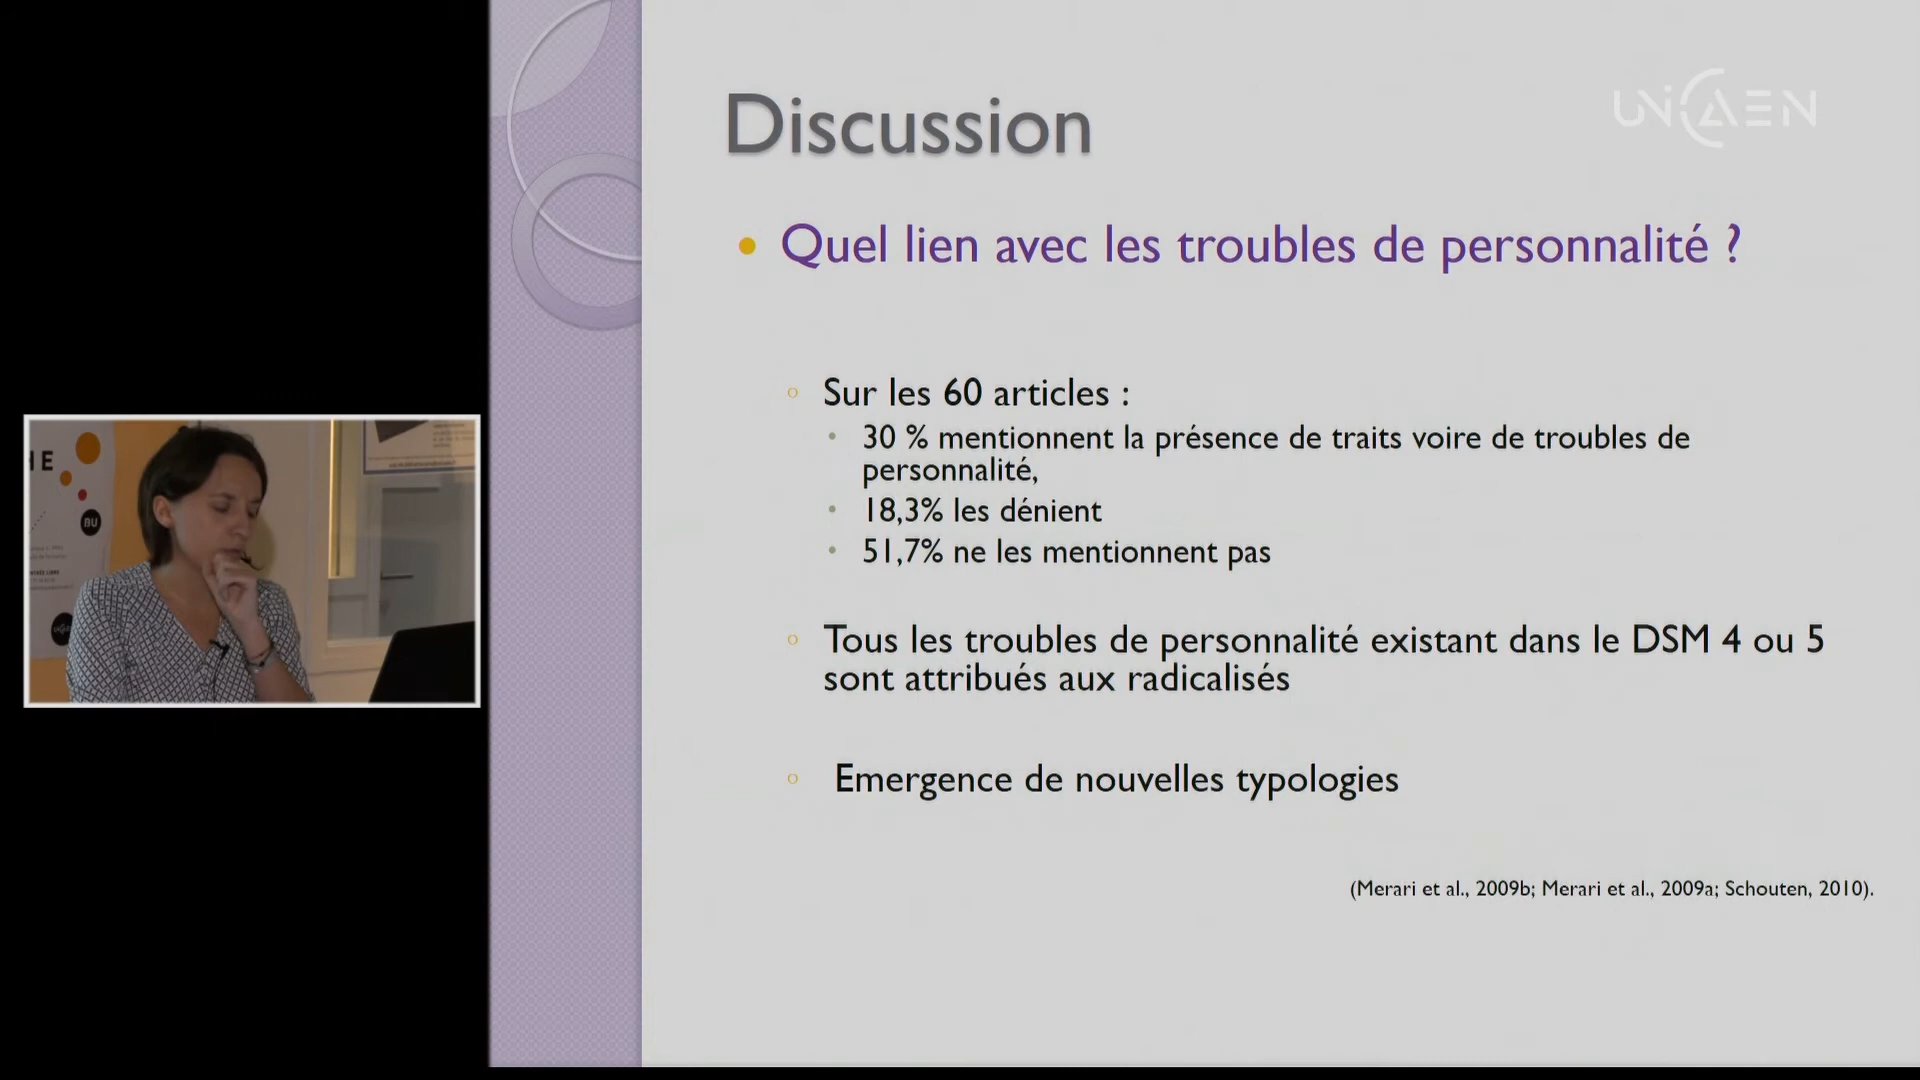 UNICAEN
Discussion
• Quel lien avec les troubles de personnalité ?
Sur les 60 articles :
• 30 % mentionnent la présence de traits voire de troubles de
personnalité,
• 18,3% les dénient
• 51,7% ne les mentionnent pas
Tous les troubles de personnalité existant dans le DSM 4 ou 5
sont attribués aux radicalisés
Emergence de nouvelles typologies
(Merari et al., 2009b; Merari et al., 2009a; Schouten, 2010).
HE
BU